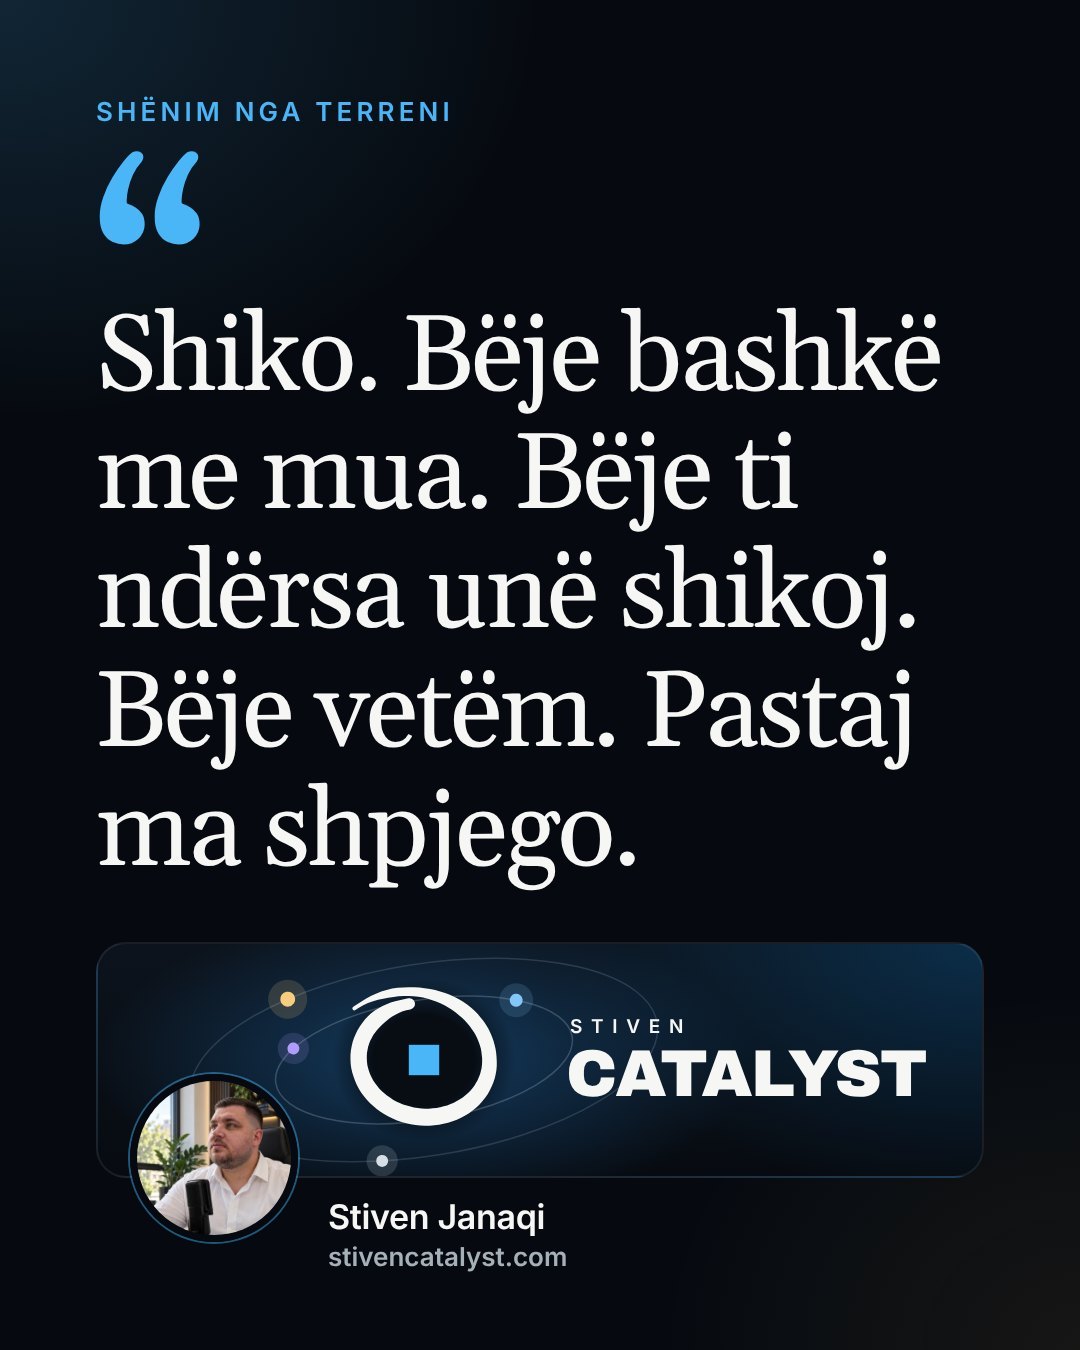 SHËNIM NGA TERRENI
“
Shiko. Bëje bashkë
me mua. Bëje ti
ndërsa unë shikoj.
Bëje vetëm. Pastaj
ma shpjego.
STIVEN
CATALYST
Stiven Janaqi
stivencatalyst.com